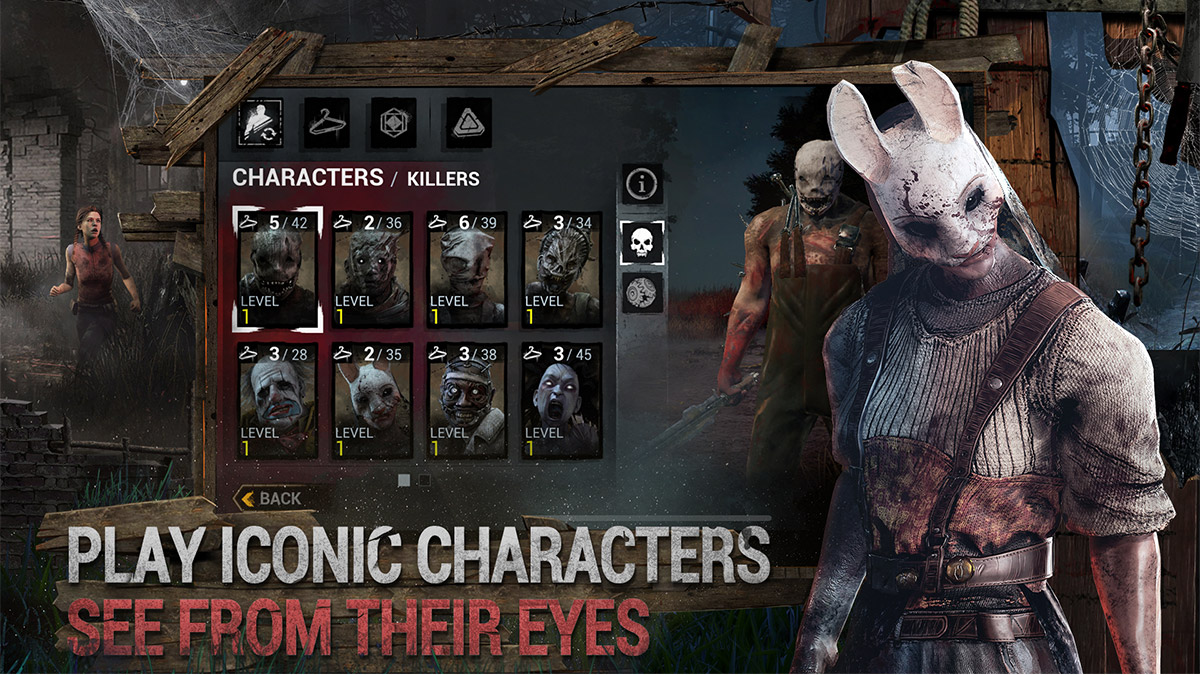 CHARACTERS / KILLERS
5 / 42
2 / 36
6 / 39
3 / 34
LEVEL
1
LEVEL
1
LEVEL
1
LEVEL
1
3 / 28
2 / 35
3 / 38
3 / 45
LEVEL
1
LEVEL
1
LEVEL
1
LEVEL
1
BACK
PLAY ICONIC CHARACTERS
SEE FROM THEIR EYES